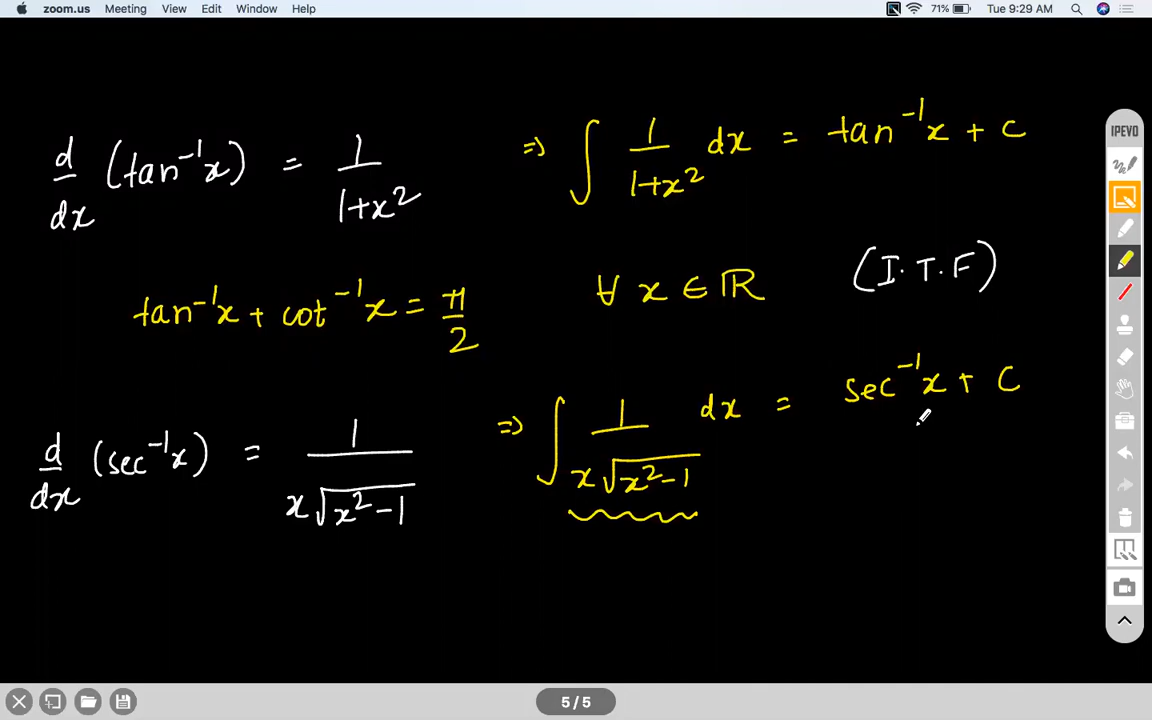 zoom.us Meeting View Edit Window Help 71% Tue 9:29 AM
d/dx (tan⁻¹x) = 1/(1+x²) ⇒ ∫ 1/(1+x²) dx = tan⁻¹x + c
IPEVO
tan⁻¹x + cot⁻¹x = π/2 ∀ x ∈ ℝ (I.T.F)
d/dx (sec⁻¹x) = 1/(x√(x²-1)) ⇒ ∫ 1/(x√(x²-1)) dx = sec⁻¹x + c
5/5